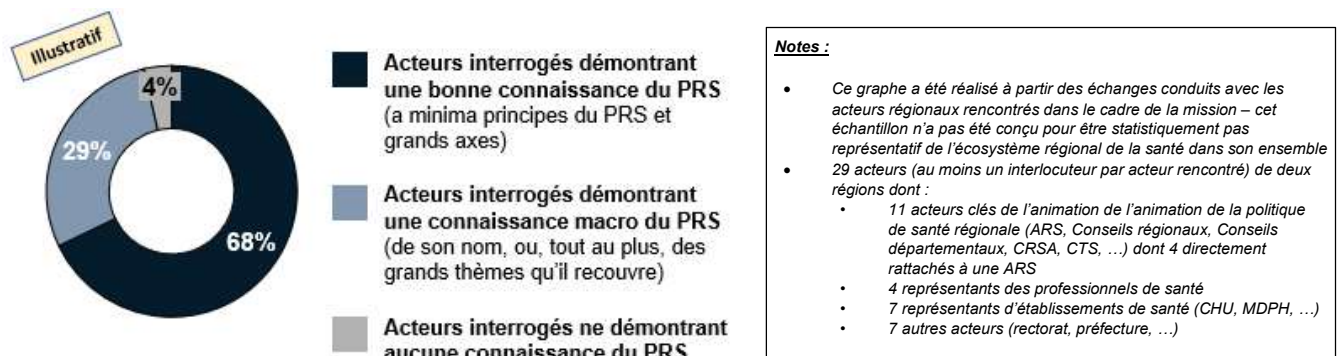 Illustratif
4%
29%
68%
Acteurs interrogés démontrant
une bonne connaissance du PRS
(a minima principes du PRS et
grands axes)
Acteurs interrogés démontrant
une connaissance macro du PRS
(de son nom, ou, tout au plus, des
grands thèmes qu'il recouvre)
Acteurs interrogés ne démontrant
aucune connaissance du PRS
Notes :
• Ce graphe a été réalisé à partir des échanges conduits avec les
acteurs régionaux rencontrés dans le cadre de la mission – cet
échantillon n'a pas été conçu pour être statistiquement pas
représentatif de l'écosystème régional de la santé dans son ensemble
• 29 acteurs (au moins un interlocuteur par acteur rencontré) de deux
régions dont :
• 11 acteurs clés de l'animation de l'animation de la politique
de santé régionale (ARS, Conseils régionaux, Conseils
départementaux, CRSA, CTS, …) dont 4 directement
rattachés à une ARS
• 4 représentants des professionnels de santé
• 7 représentants d'établissements de santé (CHU, MDPH, …)
• 7 autres acteurs (rectorat, préfecture, …)